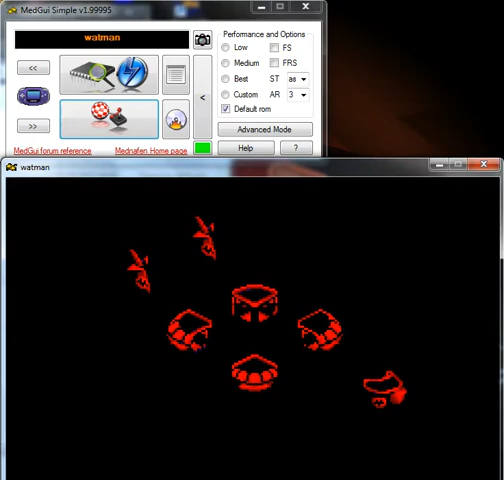 MedGui Simple v1.99995
watman
Performance and Options
Low
FS
Medium
FRS
Best
ST
as
Custom
AR
3
Default rom
<<
>>
<
Advanced Mode
MedGui forum reference
Mednafen Home page
Help
?
watman